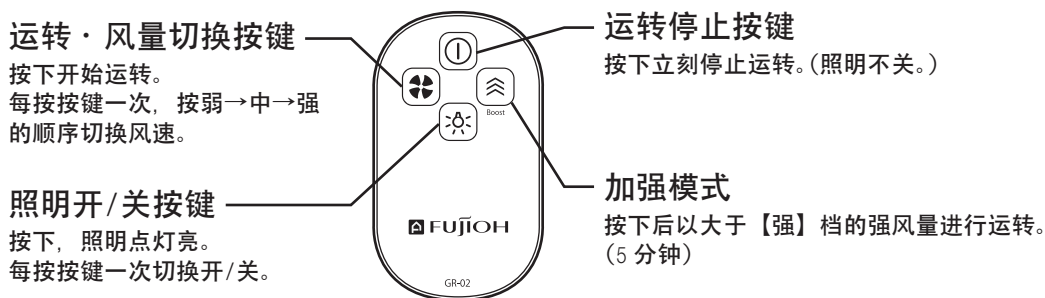 运转・风量切换按键
按下开始运转。
每按按键一次，按弱→中→强
的顺序切换风速。
照明开/关按键
按下，照明点灯亮。
每按按键一次切换开/关。
Boost
FUJIOH
GR-02
运转停止按键
按下立刻停止运转。(照明不关。)
加强模式
按下后以大于【强】档的强风量进行运转。
(5 分钟)